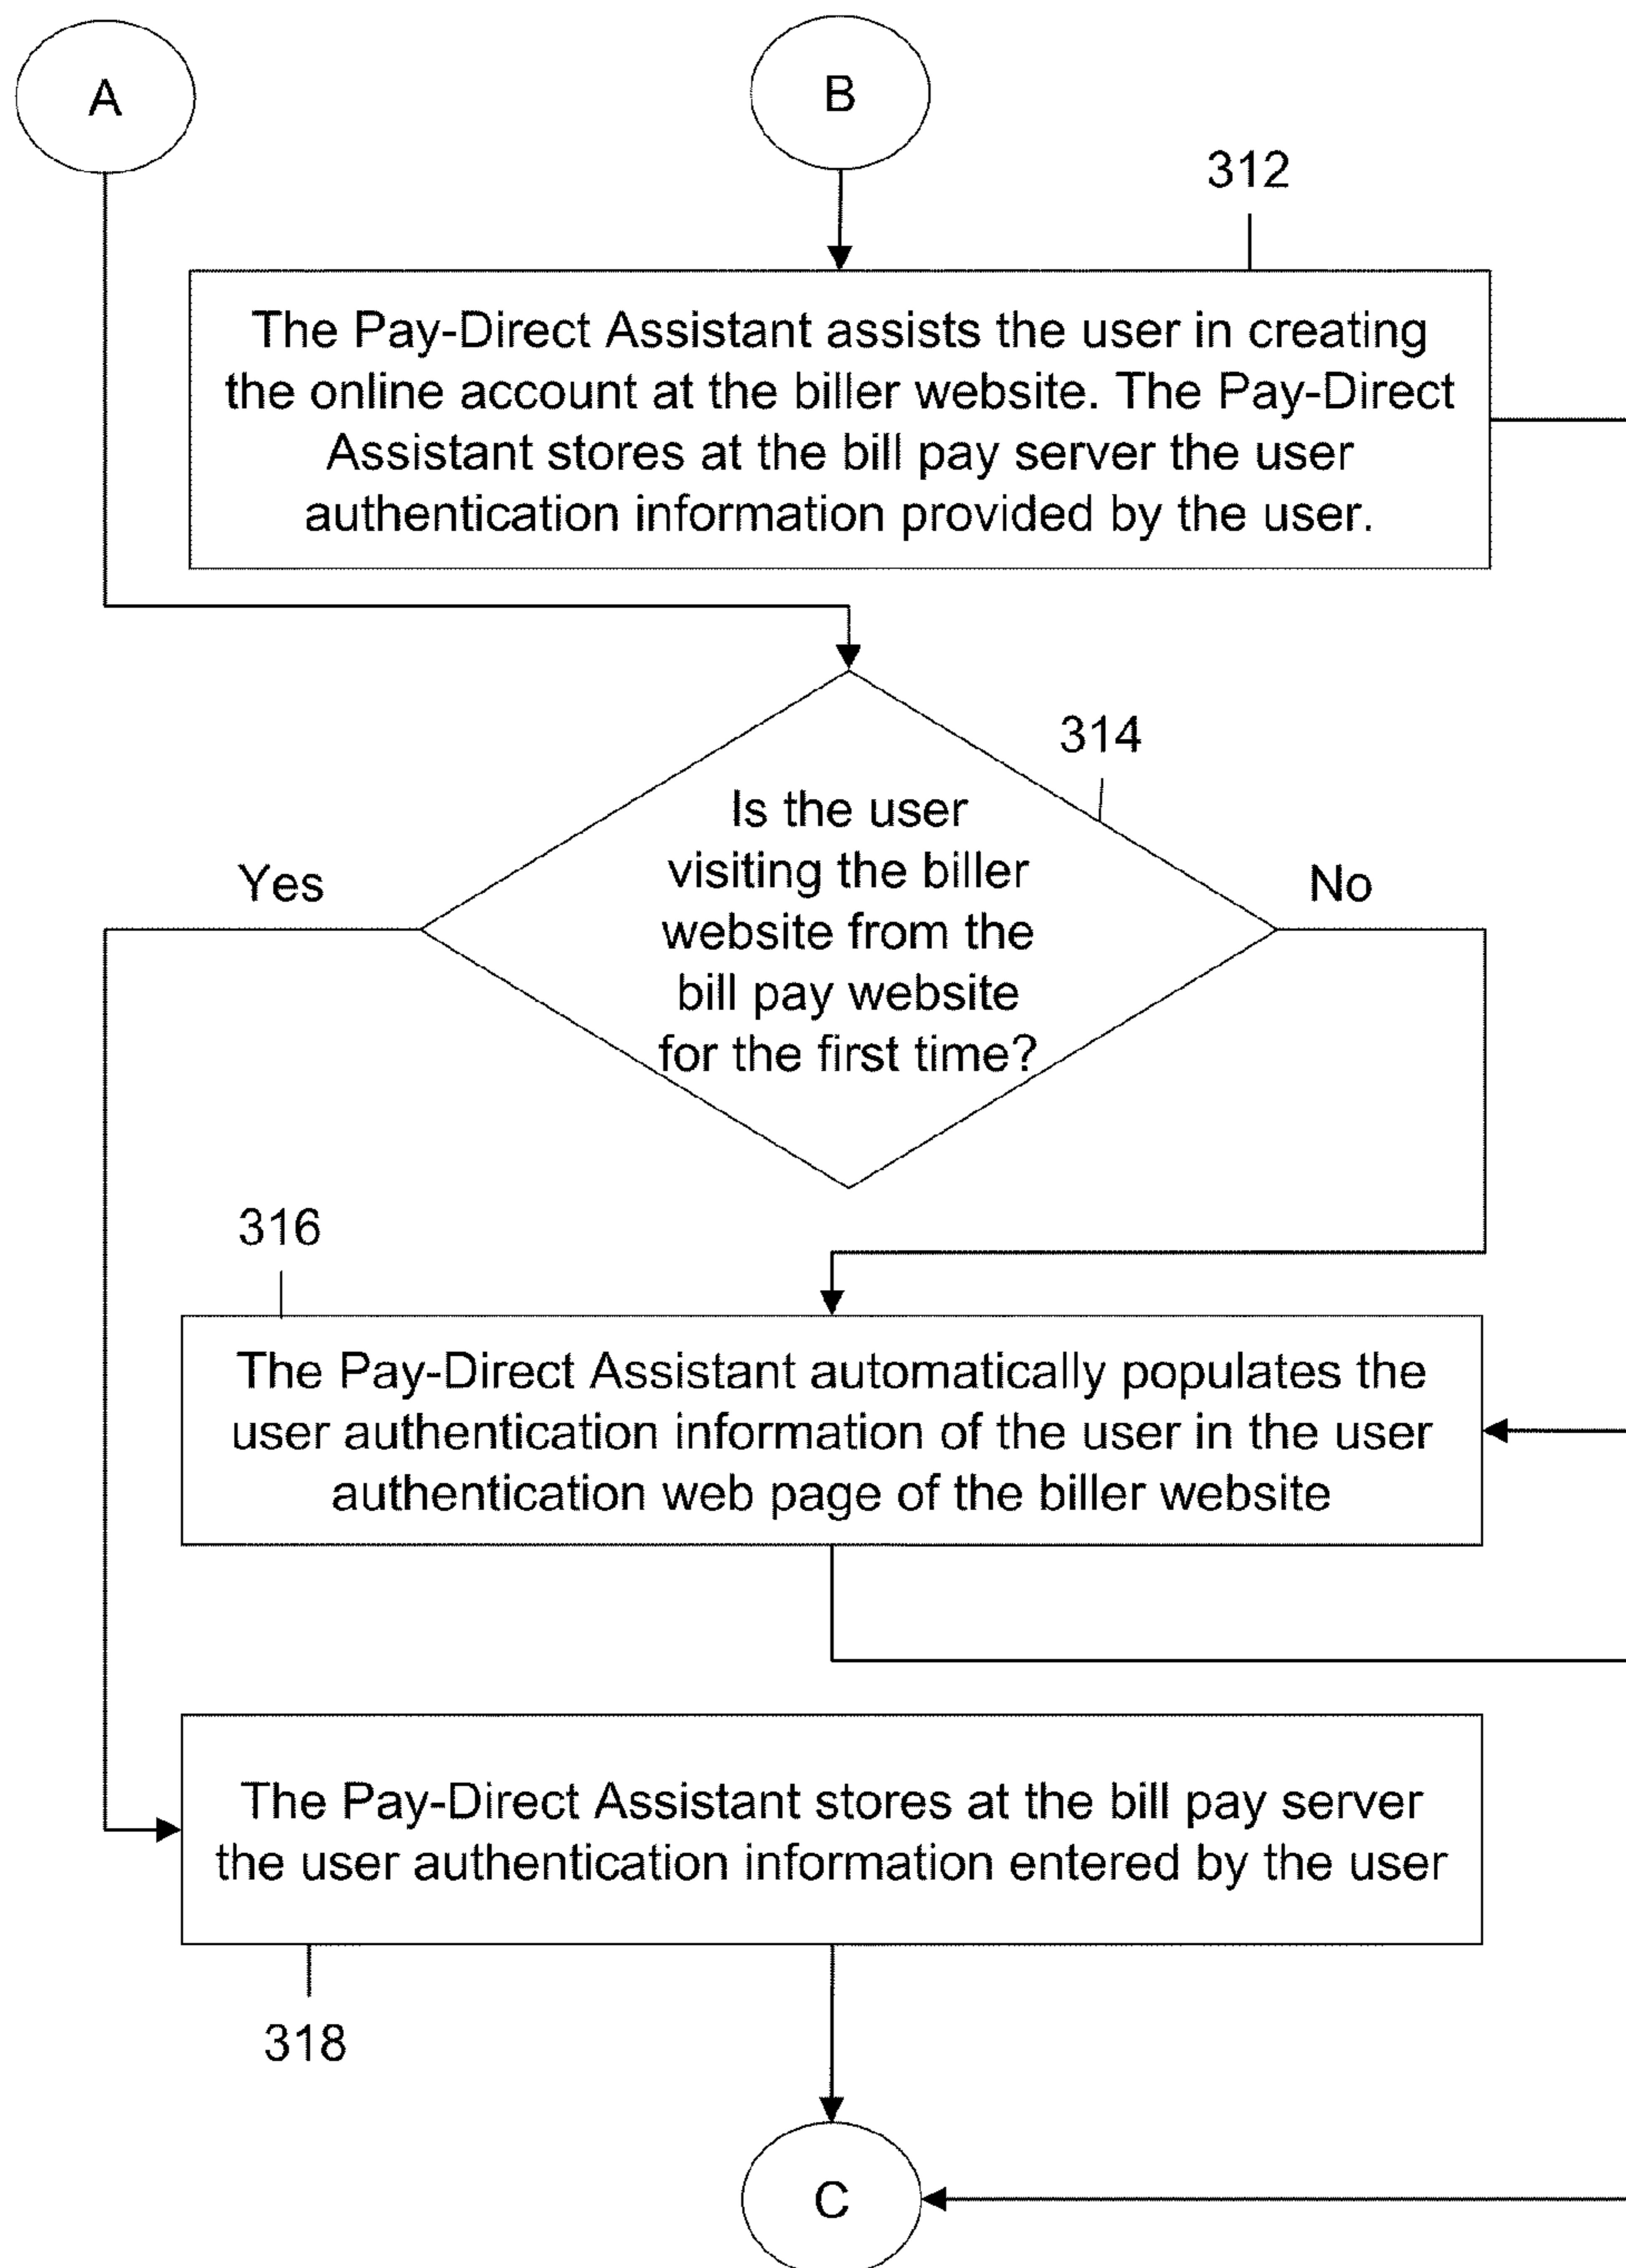 A
B
312
The Pay-Direct Assistant assists the user in creating
the online account at the biller website. The Pay-Direct
Assistant stores at the bill pay server the user
authentication information provided by the user.
314
Is the user
visiting the biller
website from the
bill pay website
for the first time?
Yes
No
316
The Pay-Direct Assistant automatically populates the
user authentication information of the user in the user
authentication web page of the biller website
The Pay-Direct Assistant stores at the bill pay server
the user authentication information entered by the user
318
C